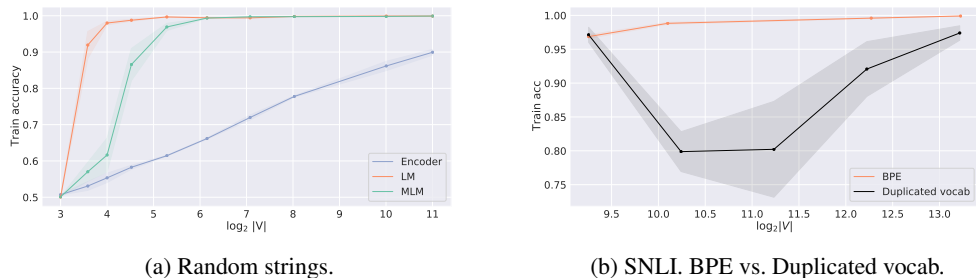 1.0
0.9
0.8
0.7
0.6
0.5
Train accuracy
3 4 5 6 7 8 9 10 11
log₂ |V|
Encoder
LM
MLM
(a) Random strings.
1.00
0.95
0.90
0.85
0.80
0.75
Train acc
9.5 10.0 10.5 11.0 11.5 12.0 12.5 13.0
log₂|V|
BPE
Duplicated vocab
(b) SNLI. BPE vs. Duplicated vocab.